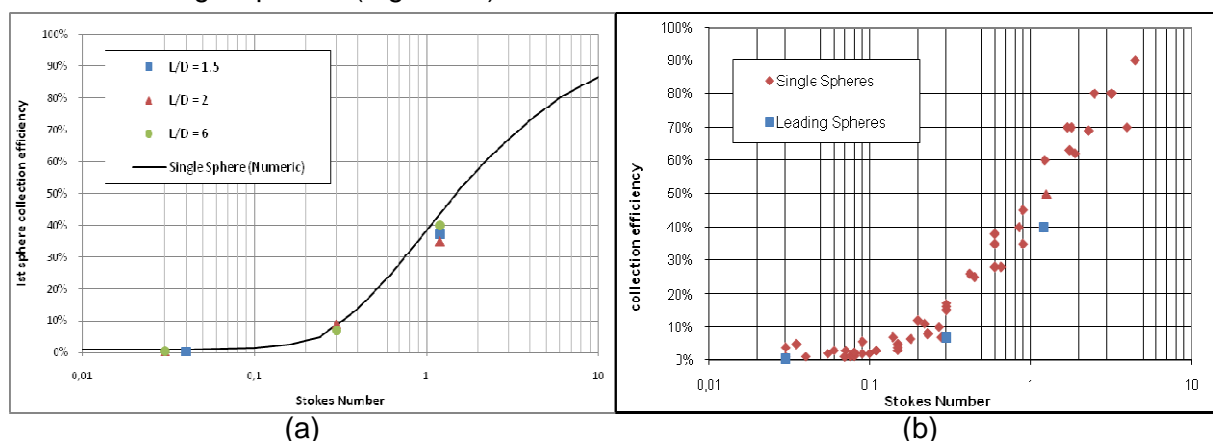 100%
90%
80%
70%
60%
50%
40%
30%
20%
10%
0%
L/D = 1.5
L/D = 2
L/D = 6
Single Sphere (Numeric)
1st sphere collection efficiency
0,01
0,1
1
10
Stokes Number
(a)
100%
90%
80%
70%
60%
50%
40%
30%
20%
10%
0%
Single Spheres
Leading Spheres
collection efficiency
0,01
0 1
1
10
Stokes Number
(b)